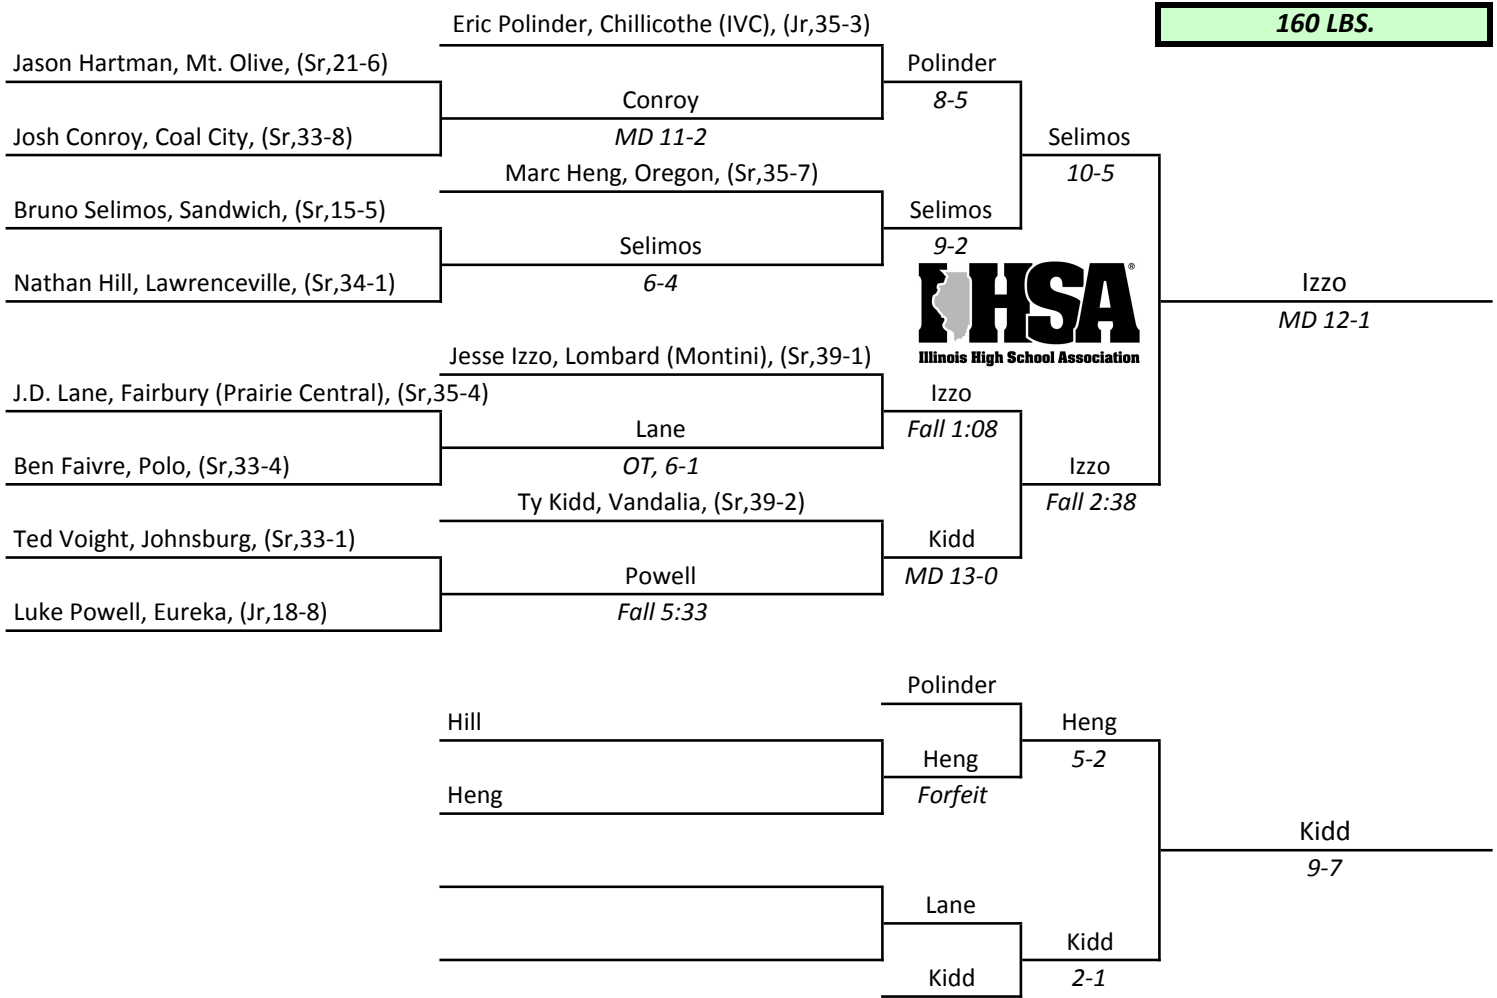 Eric Polinder, Chillicothe (IVC), (Jr,35-3)
160 LBS.
Jason Hartman, Mt. Olive, (Sr,21-6)
Polinder
Conroy
8-5
Josh Conroy, Coal City, (Sr,33-8)
MD 11-2
Selimos
Marc Heng, Oregon, (Sr,35-7)
10-5
Bruno Selimos, Sandwich, (Sr,15-5)
Selimos
Selimos
9-2
Nathan Hill, Lawrenceville, (Sr,34-1)
6-4
IHSA®
Illinois High School Association
Izzo
MD 12-1
Jesse Izzo, Lombard (Montini), (Sr,39-1)
J.D. Lane, Fairbury (Prairie Central), (Sr,35-4)
Izzo
Lane
Fall 1:08
Ben Faivre, Polo, (Sr,33-4)
OT, 6-1
Izzo
Ty Kidd, Vandalia, (Sr,39-2)
Fall 2:38
Ted Voight, Johnsburg, (Sr,33-1)
Kidd
Powell
MD 13-0
Luke Powell, Eureka, (Jr,18-8)
Fall 5:33
Polinder
Hill
Heng
Heng
5-2
Heng
Forfeit
Kidd
9-7
Lane
Kidd
Kidd
2-1